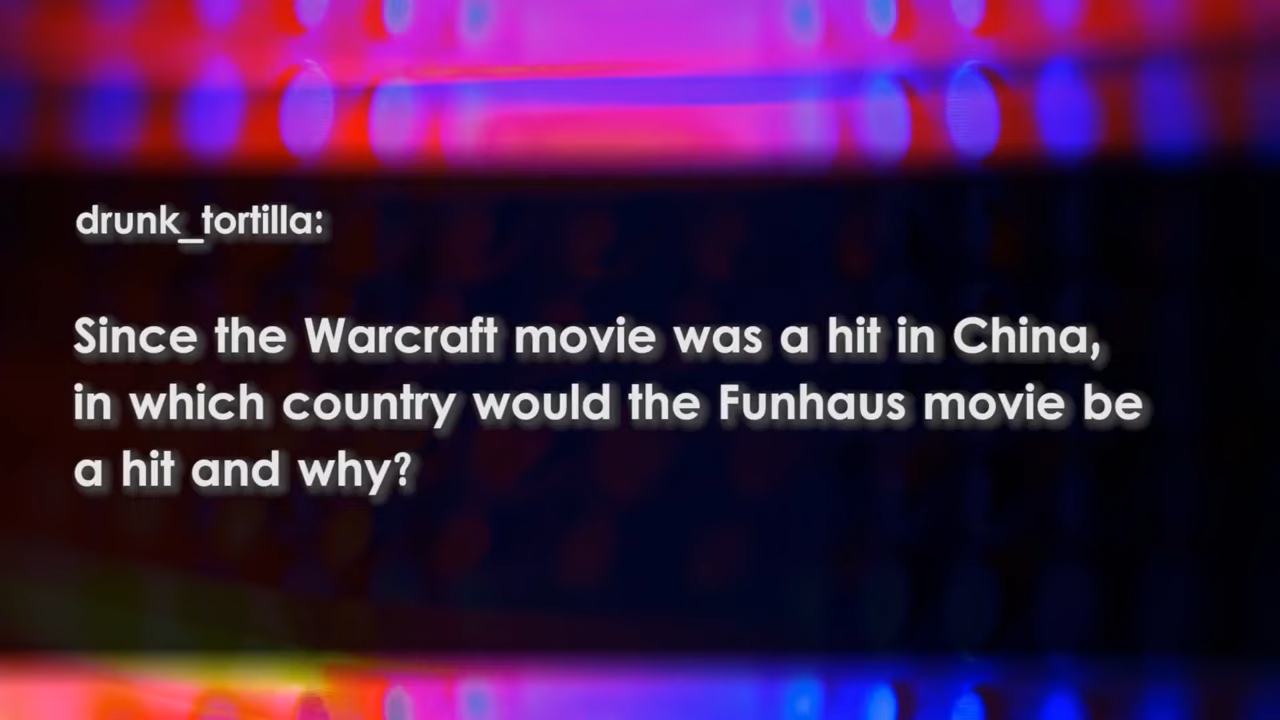 drunk_tortilla:
Since the Warcraft movie was a hit in China,
in which country would the Funhaus movie be
a hit and why?